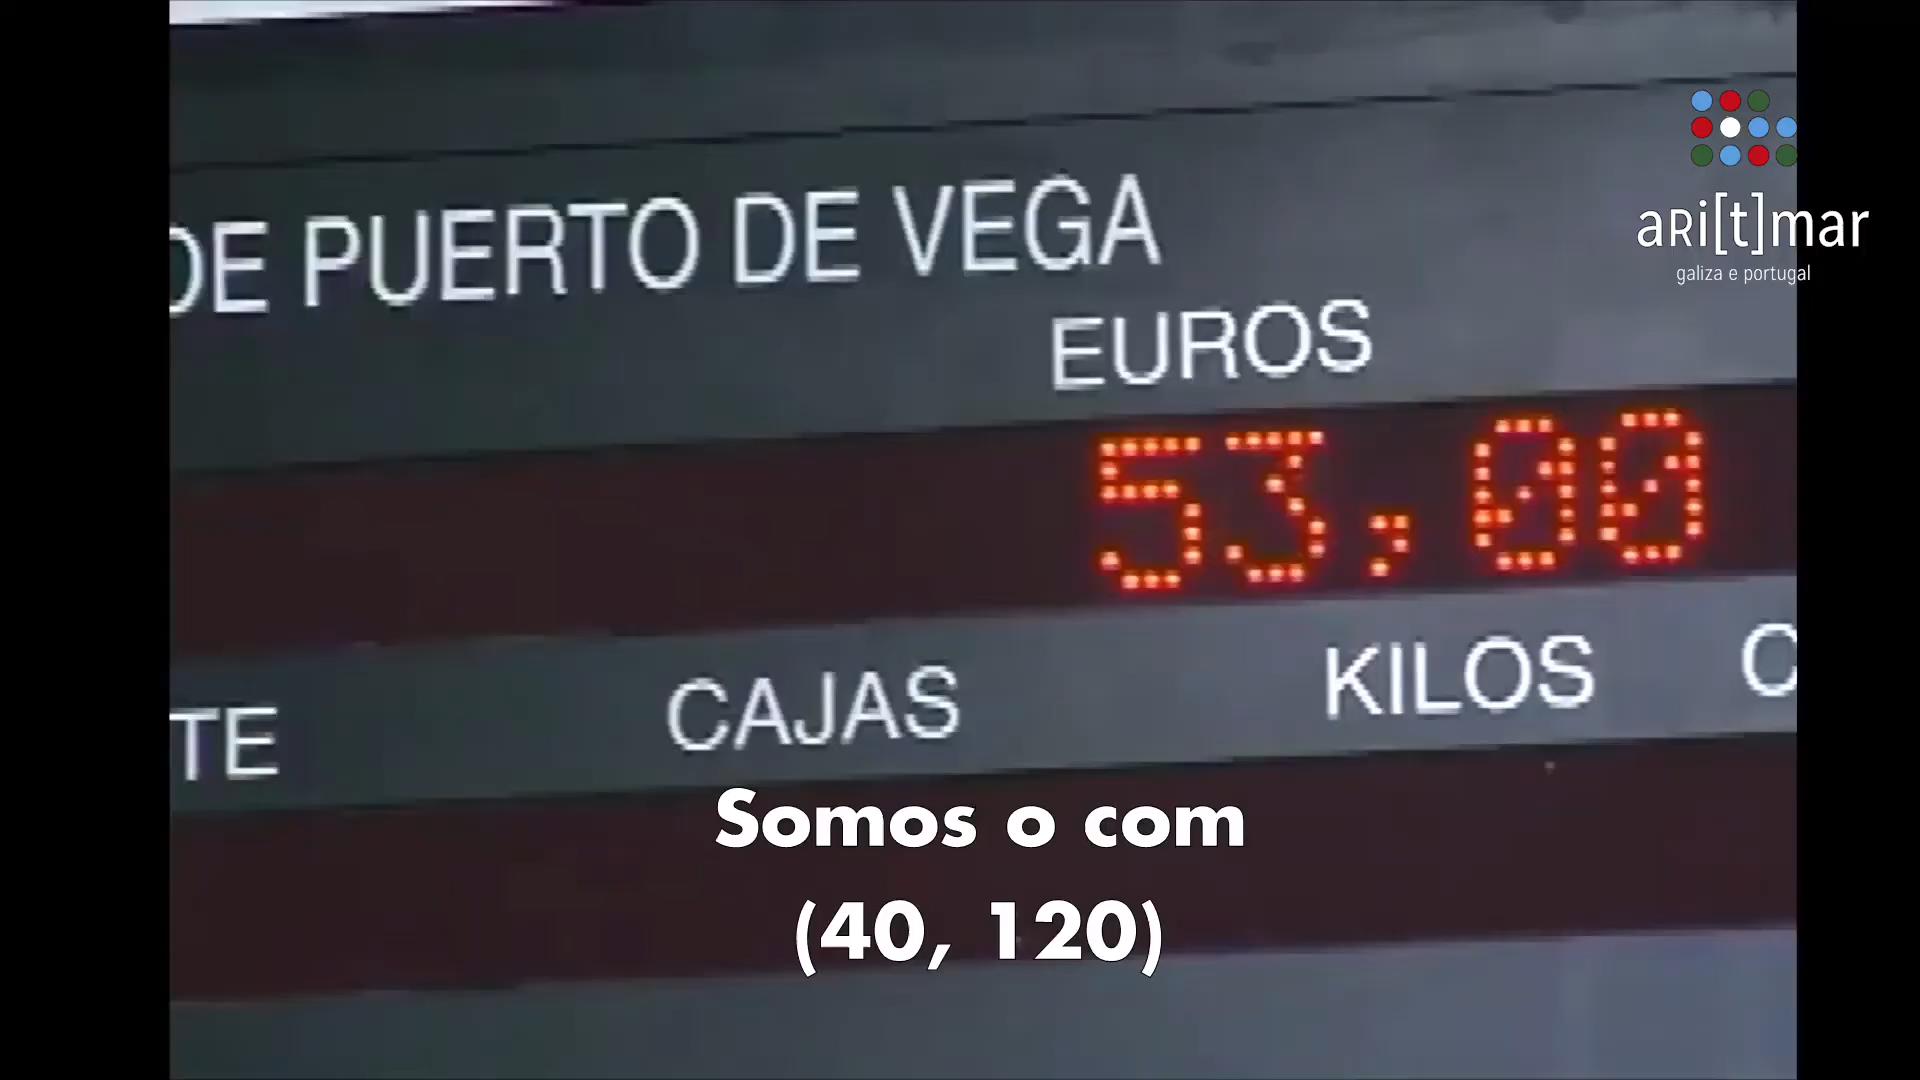 DE PUERTO DE VEGA
aRi[t]mar
galiza e portugal
EUROS
53,00
TE
CAJAS
KILOS
C
Somos o com
(40, 120)